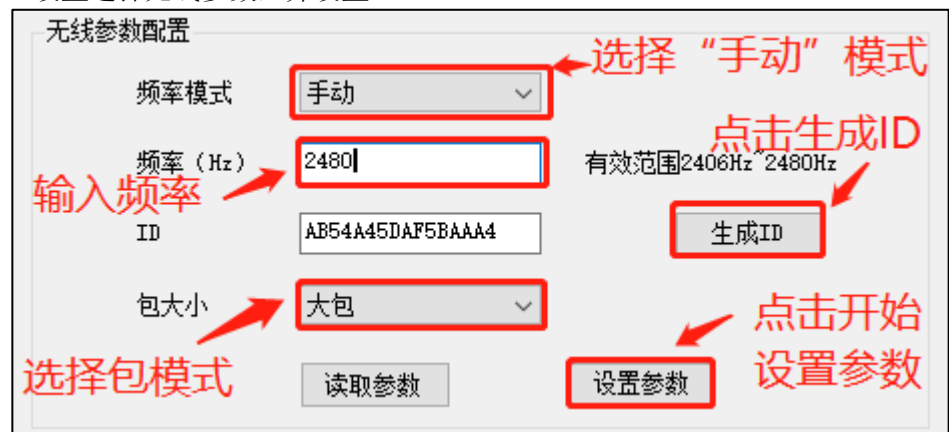 无线参数配置
选择“手动”模式
频率模式
手动
点击生成ID
频率（Hz）
2480
有效范围2406Hz~2480Hz
输入频率
ID
AB54A45DAF5BAAA4
生成ID
包大小
大包
点击开始
设置参数
选择包模式
读取参数
设置参数